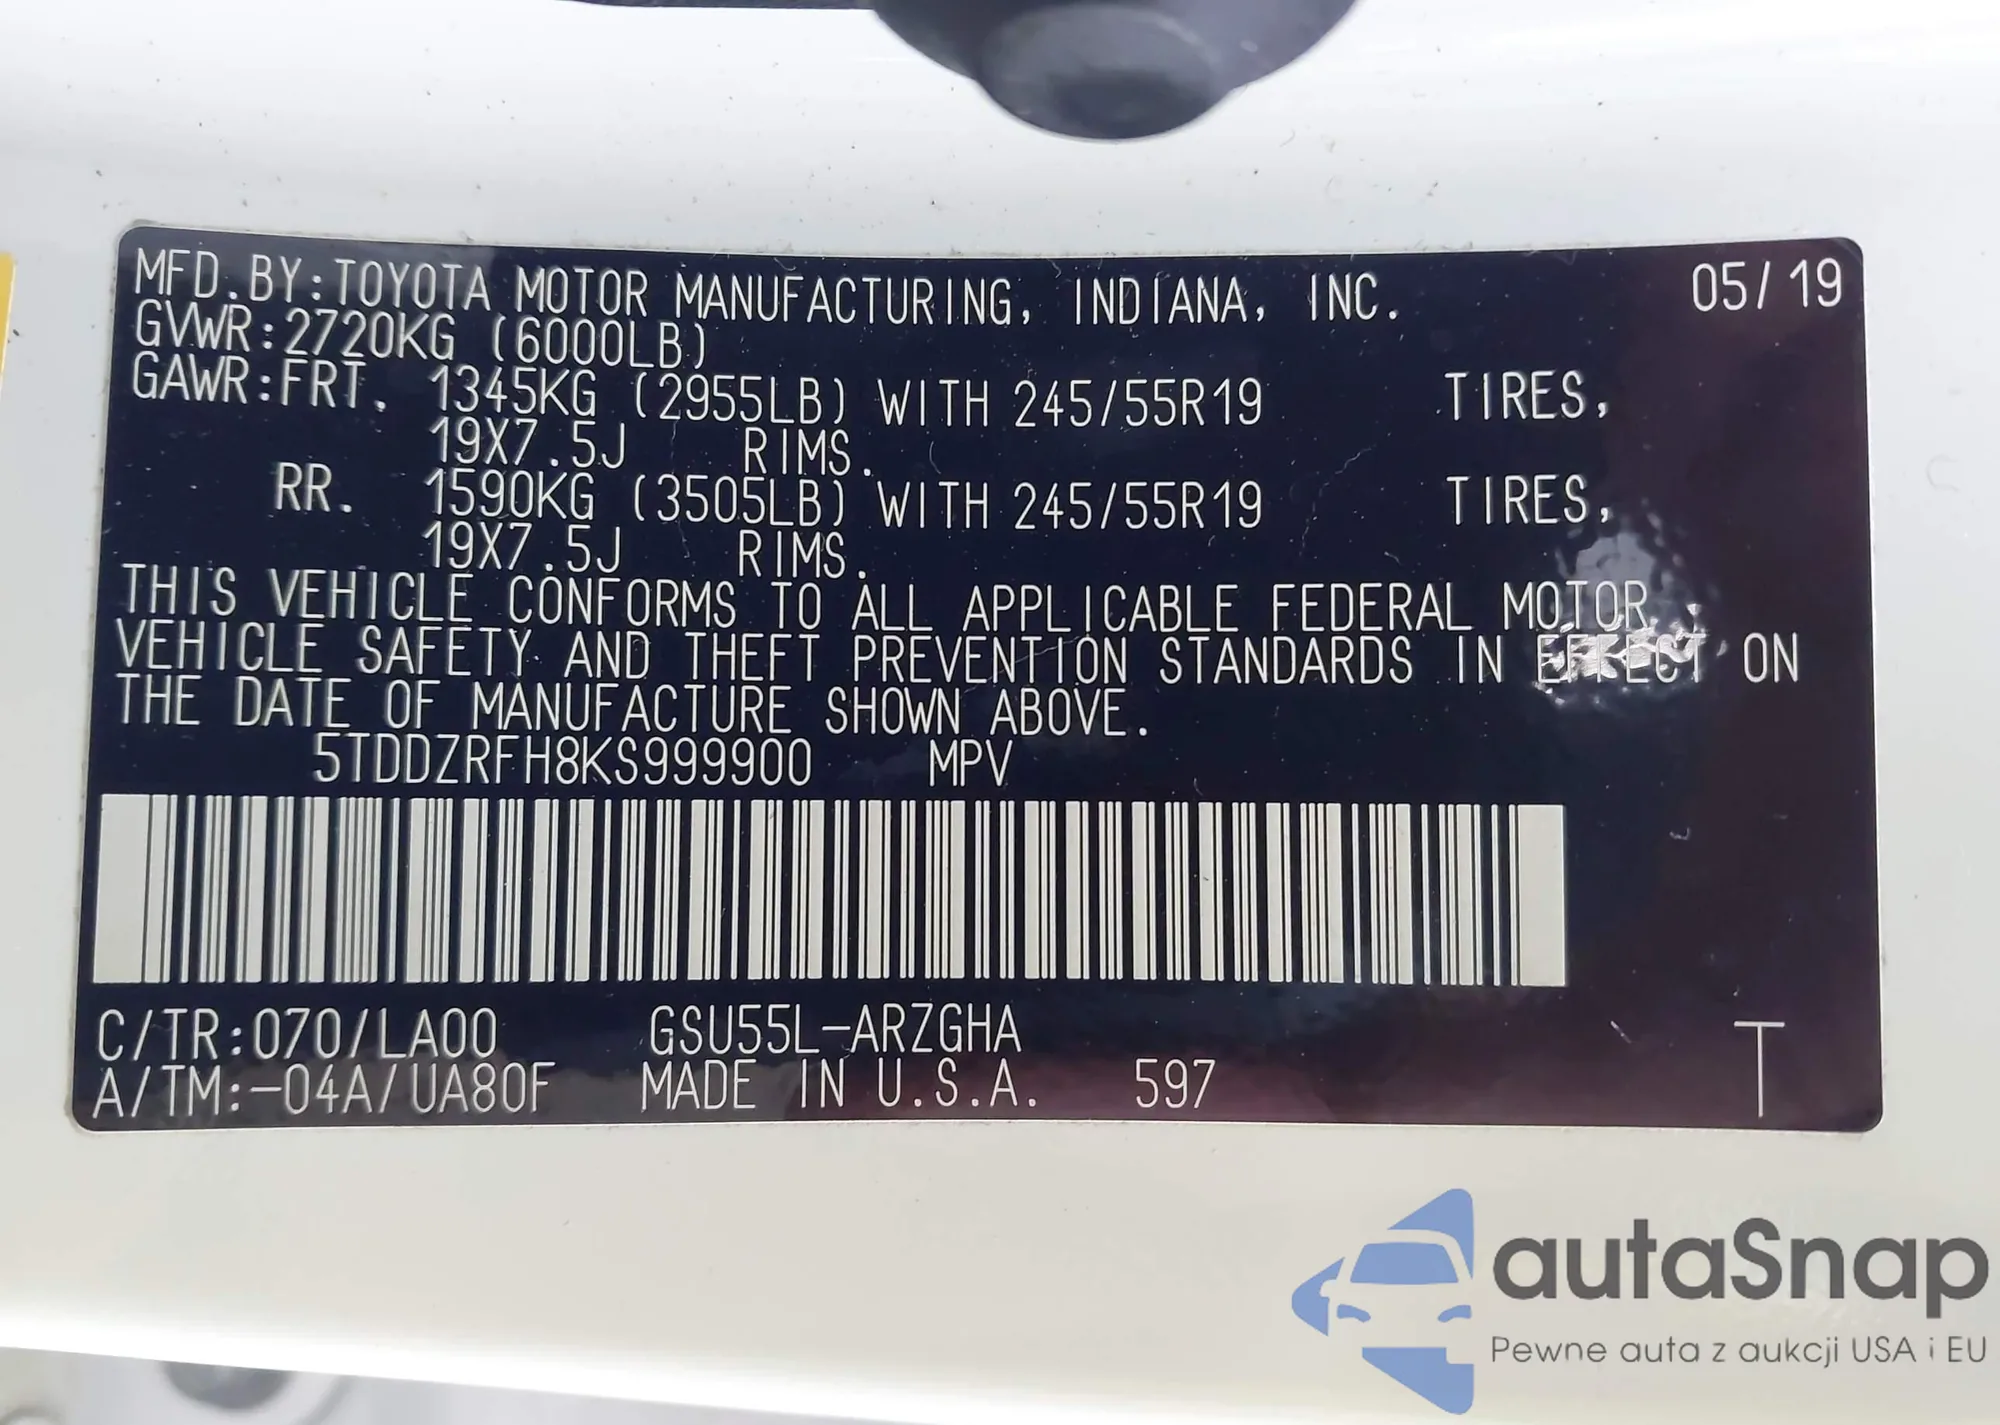 MFD. BY: TOYOTA MOTOR MANUFACTURING, INDIANA, INC. 05/19
GVWR: 2720KG (6000LB)
GAWR: FRT. 1345KG (2955LB) WITH 245/55R19 TIRES,
19X7.5J RIMS.
RR. 1590KG (3505LB) WITH 245/55R19 TIRES,
19X7.5J RIMS.
THIS VEHICLE CONFORMS TO ALL APPLICABLE FEDERAL MOTOR
VEHICLE SAFETY AND THEFT PREVENTION STANDARDS IN EFFECT ON
THE DATE OF MANUFACTURE SHOWN ABOVE.
5TDDZRFH8KS999900 MPV
C/TR: 070/LA00 GSU55L-ARZGHA
A/TM: -04A/UA80F MADE IN U.S.A. 597 T
autaSnap
Pewne auta z aukcji USA i EU